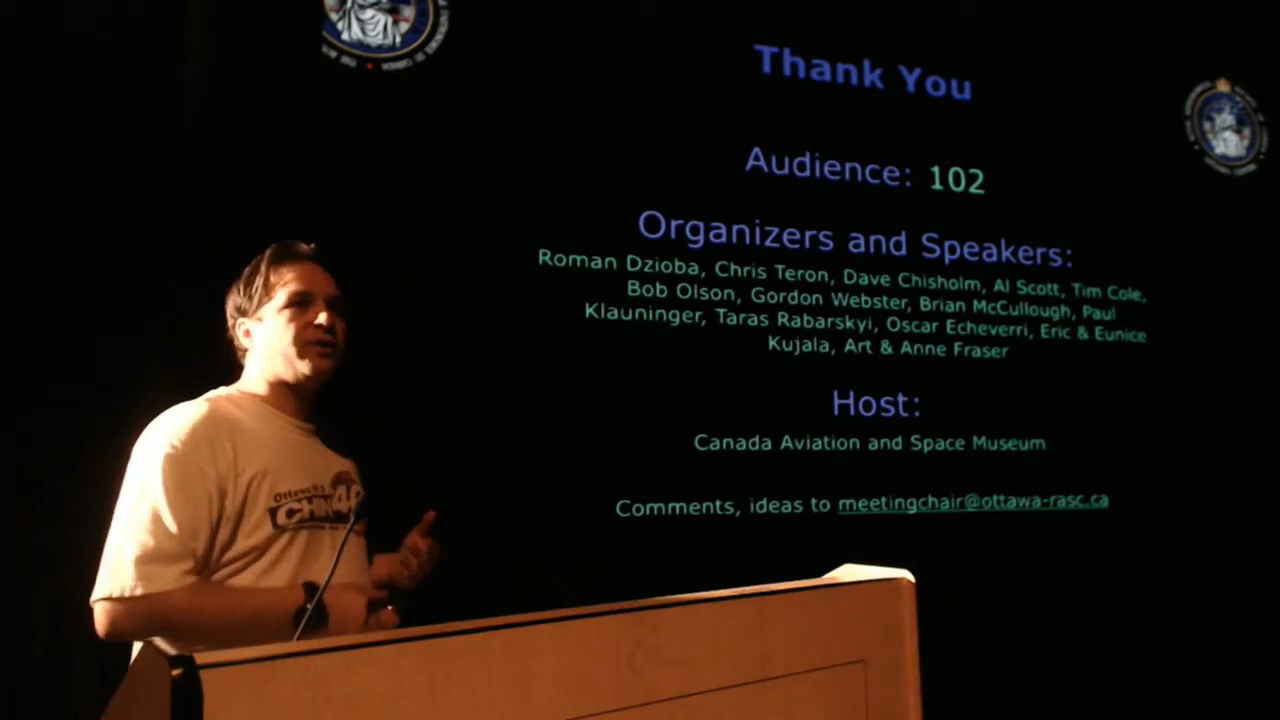 Thank You
Audience: 102
Organizers and Speakers:
Roman Dzioba, Chris Teron, Dave Chisholm, Al Scott, Tim Cole,
Bob Olson, Gordon Webster, Brian McCullough, Paul
Klauninger, Taras Rabarskyi, Oscar Echeverri, Eric & Eunice
Kujala, Art & Anne Fraser
Host:
Canada Aviation and Space Museum
Comments, ideas to meetingchair@ottawa-rasc.ca